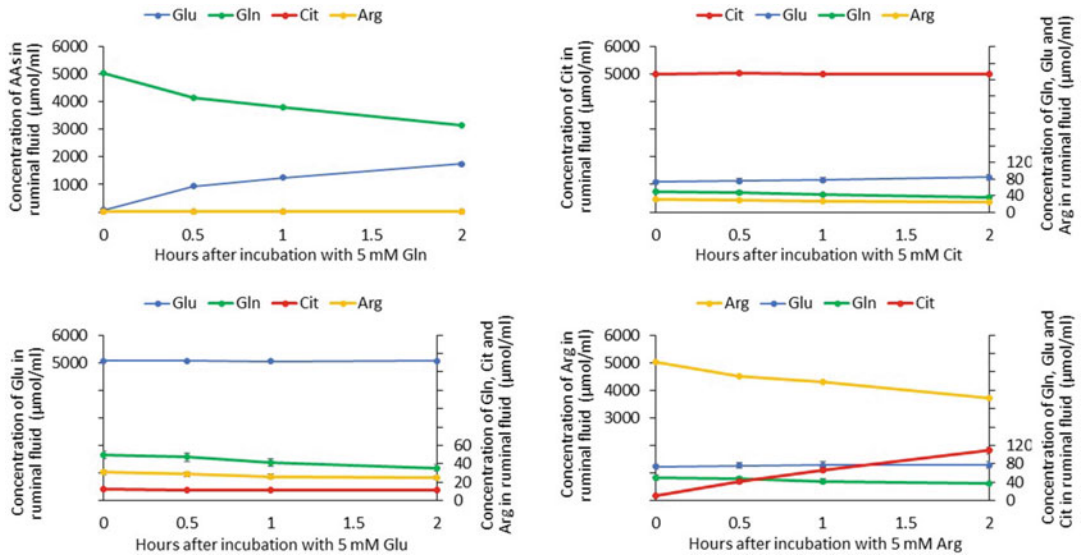 Glu Gln Cit Arg
Concentration of AAs in
ruminal fluid (µmol/ml)
6000
5000
4000
3000
2000
1000
0 0.5 1 1.5 2
Hours after incubation with 5 mM Gln
Cit Glu Gln Arg
Concentration of Cit in
ruminal fluid (µmol/ml)
6000
5000
120
80
40
0
Concentration of Gln, Glu and
Arg in ruminal fluid (µmol/ml)
0 0.5 1 1.5 2
Hours after incubation with 5 mM Cit
Glu Gln Cit Arg
Concentration of Glu in
ruminal fluid (µmol/ml)
6000
5000
60
40
20
0
Concentration of Gln, Cit and
Arg in ruminal fluid (µmol/ml)
0 0.5 1 1.5 2
Hours after incubation with 5 mM Glu
Arg Glu Gln Cit
Concentration of Arg in
ruminal fluid (µmol/ml)
6000
5000
4000
3000
120
80
40
0
Concentration of Gln, Glu and
Cit in ruminal fluid (µmol/ml)
0 0.5 1 1.5 2
Hours after incubation with 5 mM Arg